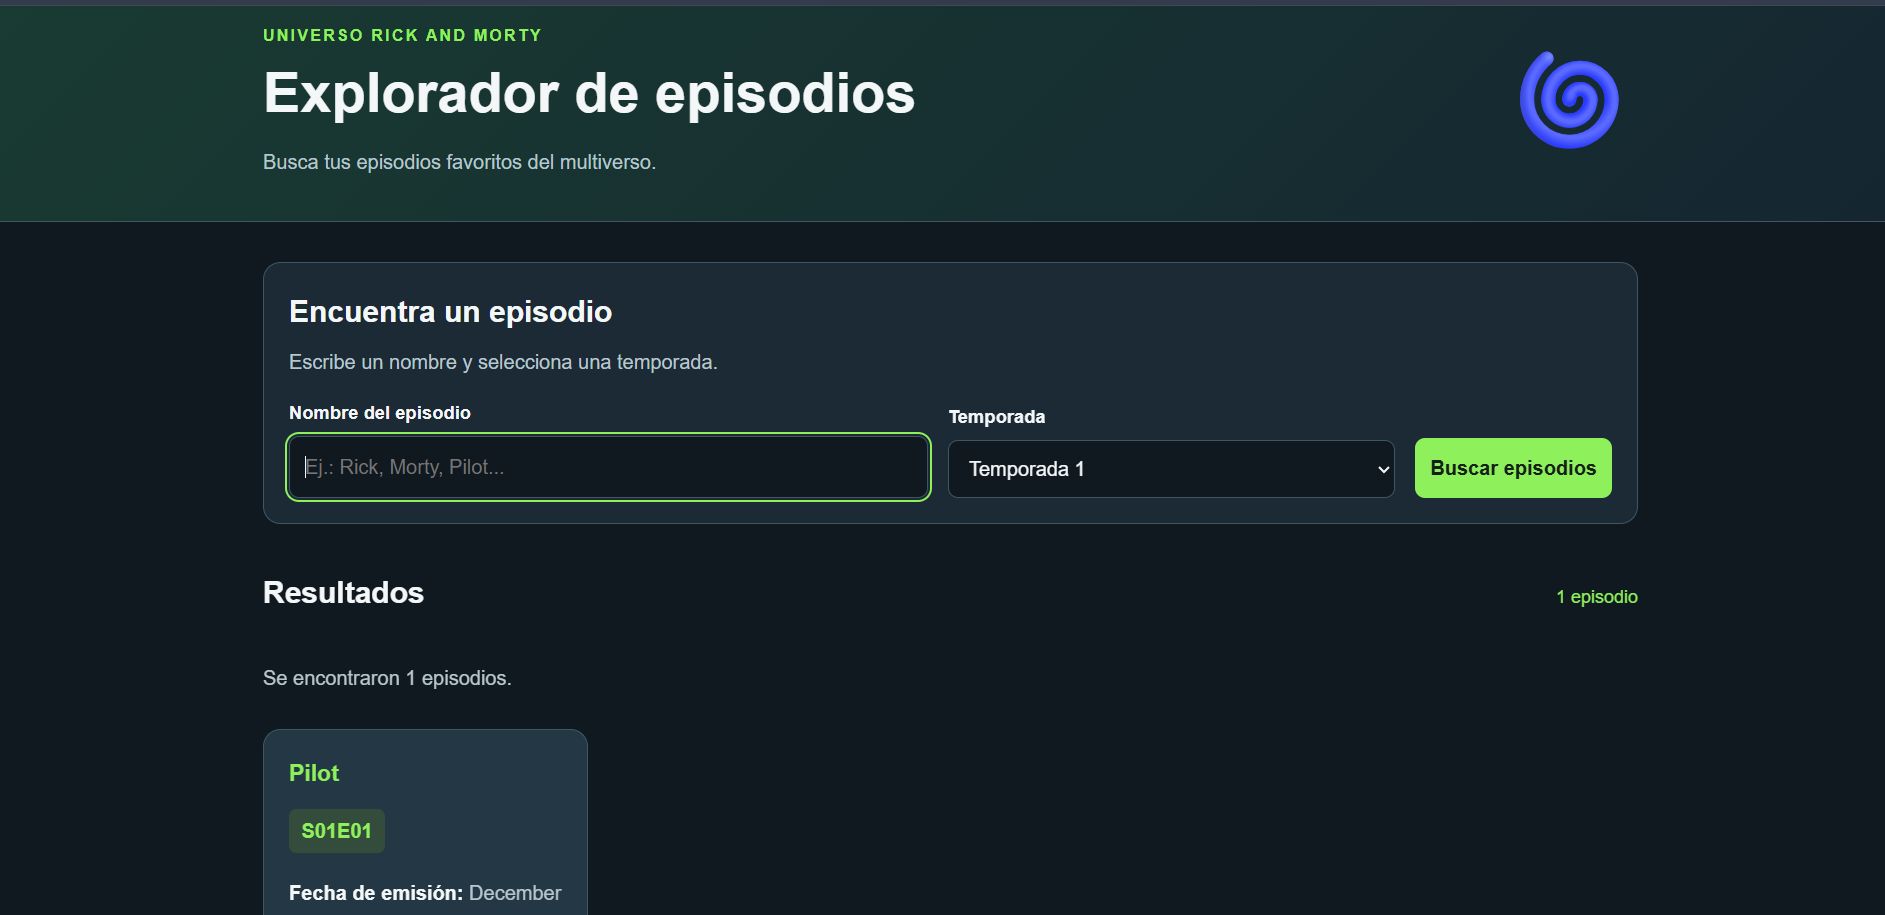 UNIVERSO RICK AND MORTY
Explorador de episodios
Busca tus episodios favoritos del multiverso.
Encuentra un episodio
Escribe un nombre y selecciona una temporada.
Nombre del episodio
Ej.: Rick, Morty, Pilot...
Temporada
Temporada 1
Buscar episodios
Resultados
1 episodio
Se encontraron 1 episodios.
Pilot
S01E01
Fecha de emisión: December